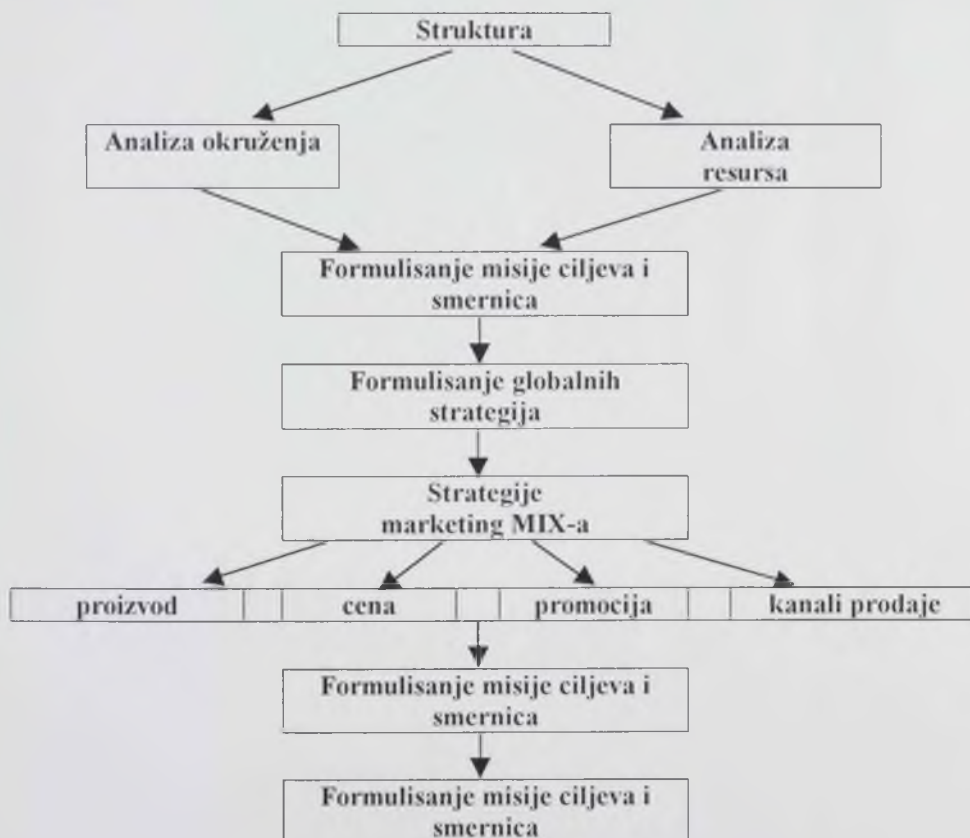 Struktura
Analiza okruženja
Analiza
resursa
Formulisanje misije ciljeva i
smernica
Formulisanje globalnih
strategija
Strategije
marketing MIX-a
proizvod
cena
promocija
kanali prodaje
Formulisanje misije ciljeva i
smernica
Formulisanje misije ciljeva i
smernica